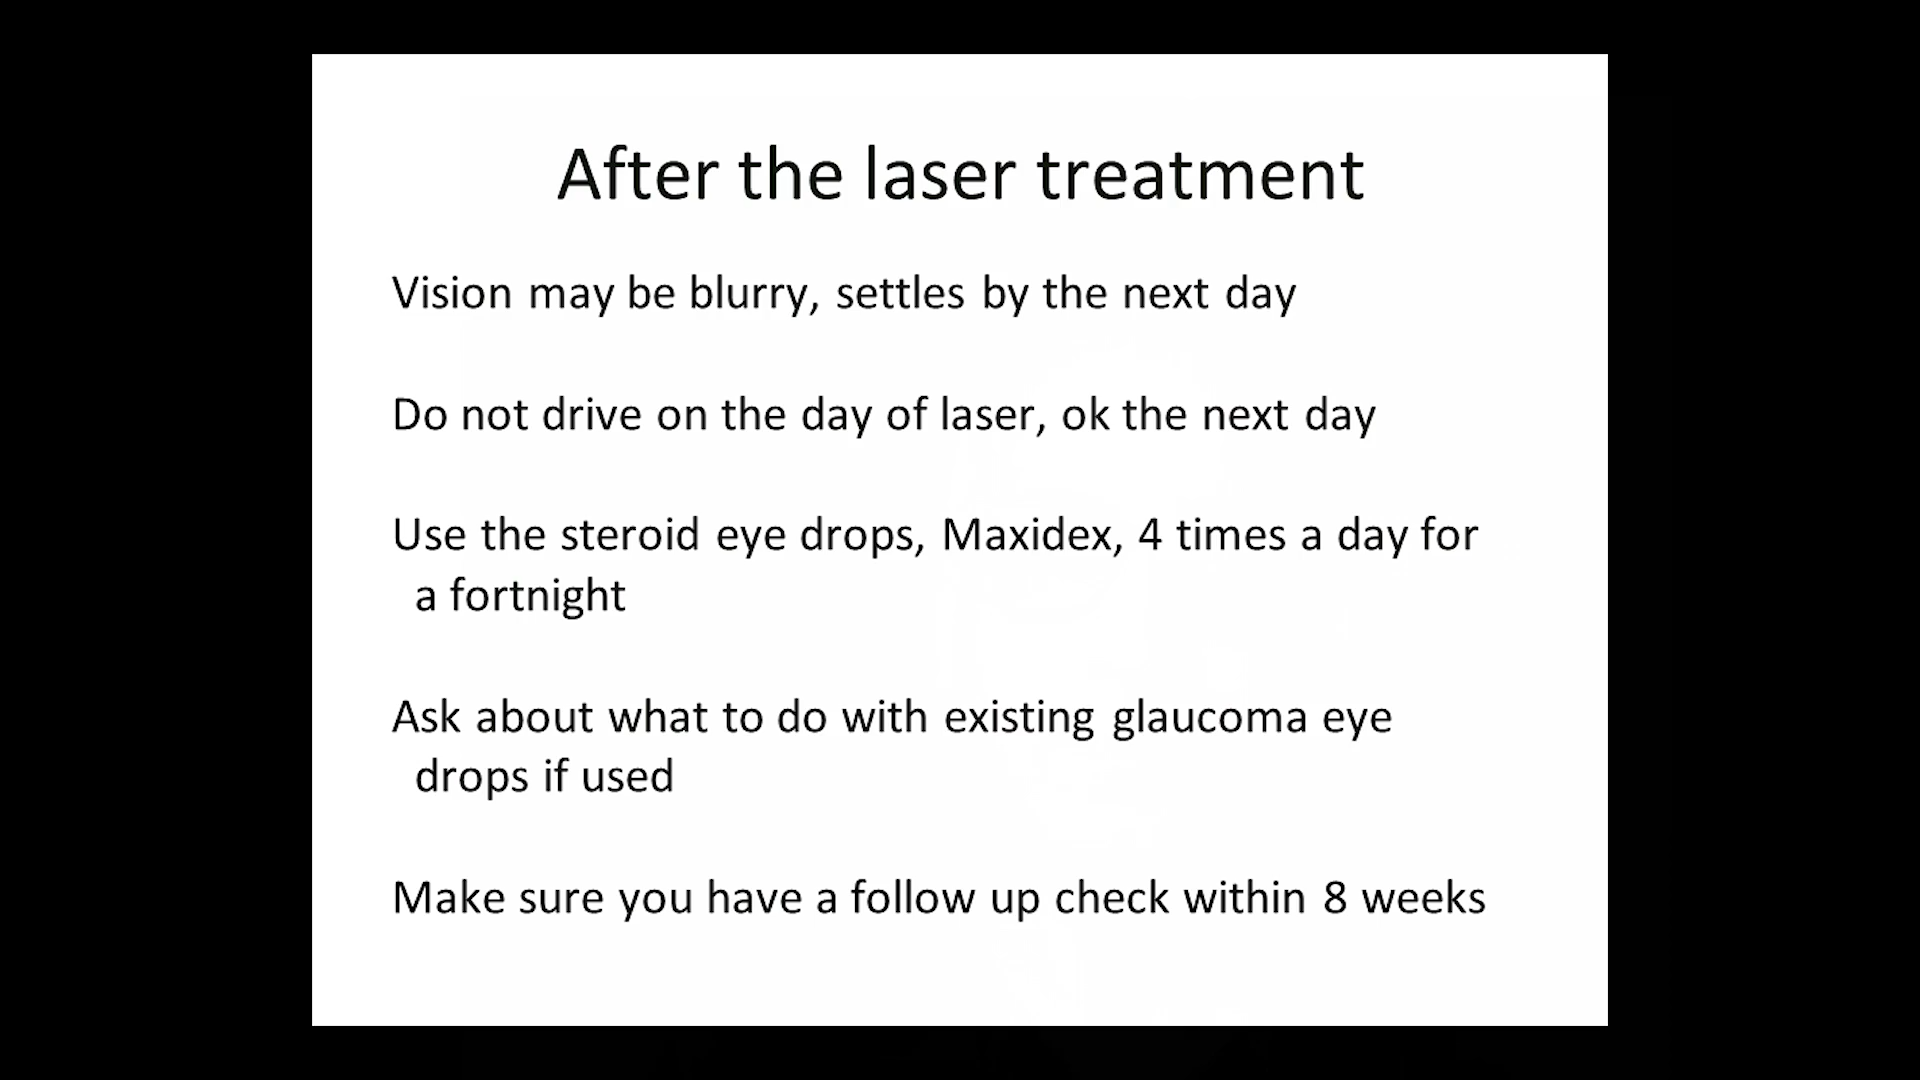 After the laser treatment
Vision may be blurry, settles by the next day
Do not drive on the day of laser, ok the next day
Use the steroid eye drops, Maxidex, 4 times a day for
a fortnight
Ask about what to do with existing glaucoma eye
drops if used
Make sure you have a follow up check within 8 weeks